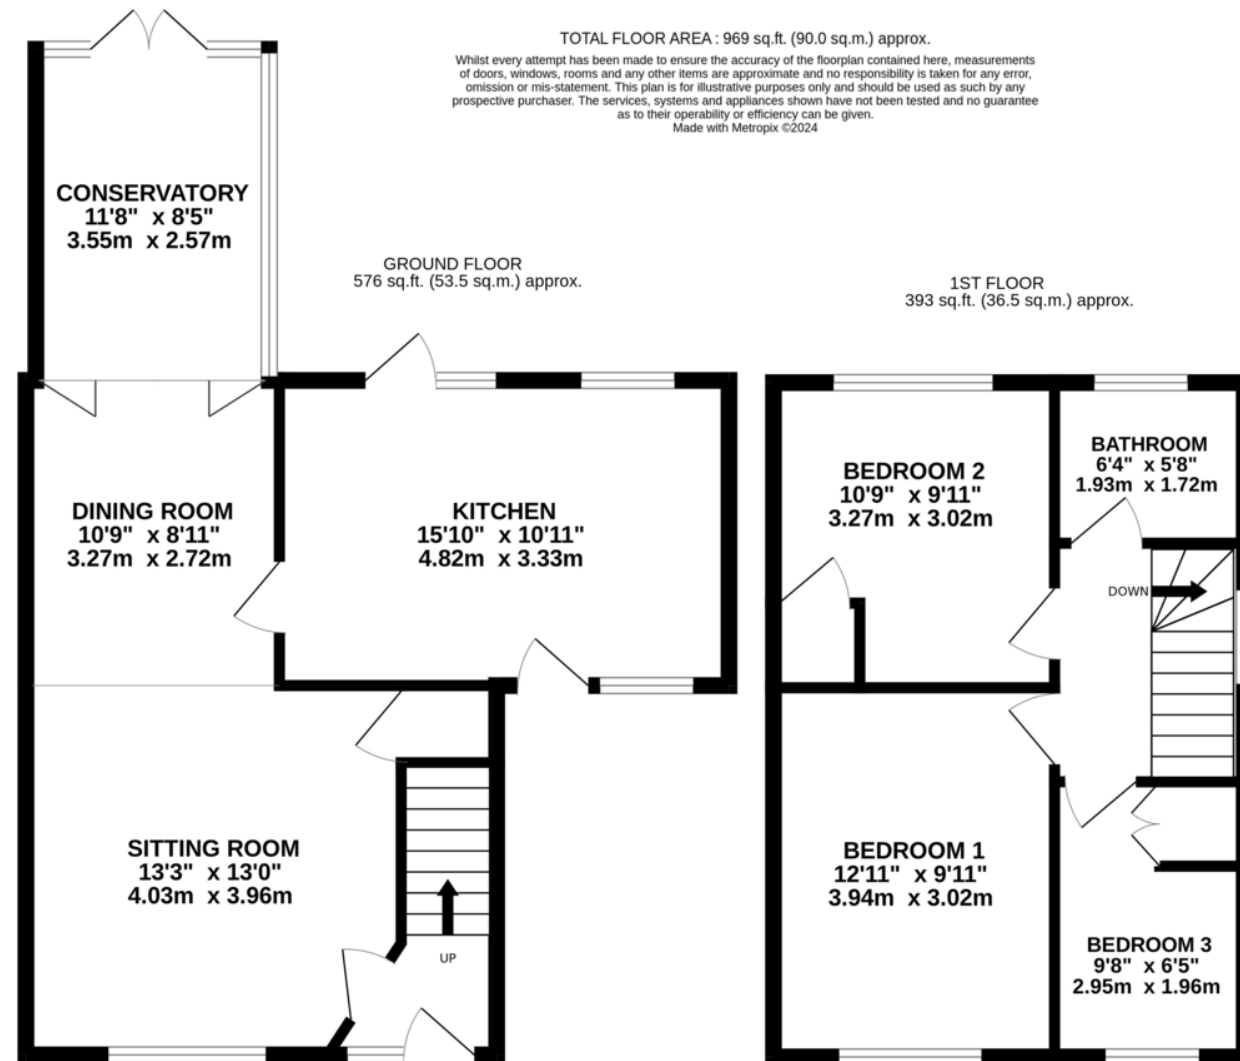 TOTAL FLOOR AREA : 969 sq.ft. (90.0 sq.m.) approx.
Whilst every attempt has been made to ensure the accuracy of the floorplan contained here, measurements
of doors, windows, rooms and any other items are approximate and no responsibility is taken for any error,
omission or mis-statement. This plan is for illustrative purposes only and should be used as such by any
prospective purchaser. The services, systems and appliances shown have not been tested and no guarantee
as to their operability or efficiency can be given.
Made with Metropix ©2024
CONSERVATORY
11'8" x 8'5"
3.55m x 2.57m
GROUND FLOOR
576 sq.ft. (53.5 sq.m.) approx.
1ST FLOOR
393 sq.ft. (36.5 sq.m.) approx.
DINING ROOM
10'9" x 8'11"
3.27m x 2.72m
KITCHEN
15'10" x 10'11"
4.82m x 3.33m
BEDROOM 2
10'9" x 9'11"
3.27m x 3.02m
BATHROOM
6'4" x 5'8"
1.93m x 1.72m
DOWN
SITTING ROOM
13'3" x 13'0"
4.03m x 3.96m
UP
BEDROOM 1
12'11" x 9'11"
3.94m x 3.02m
BEDROOM 3
9'8" x 6'5"
2.95m x 1.96m